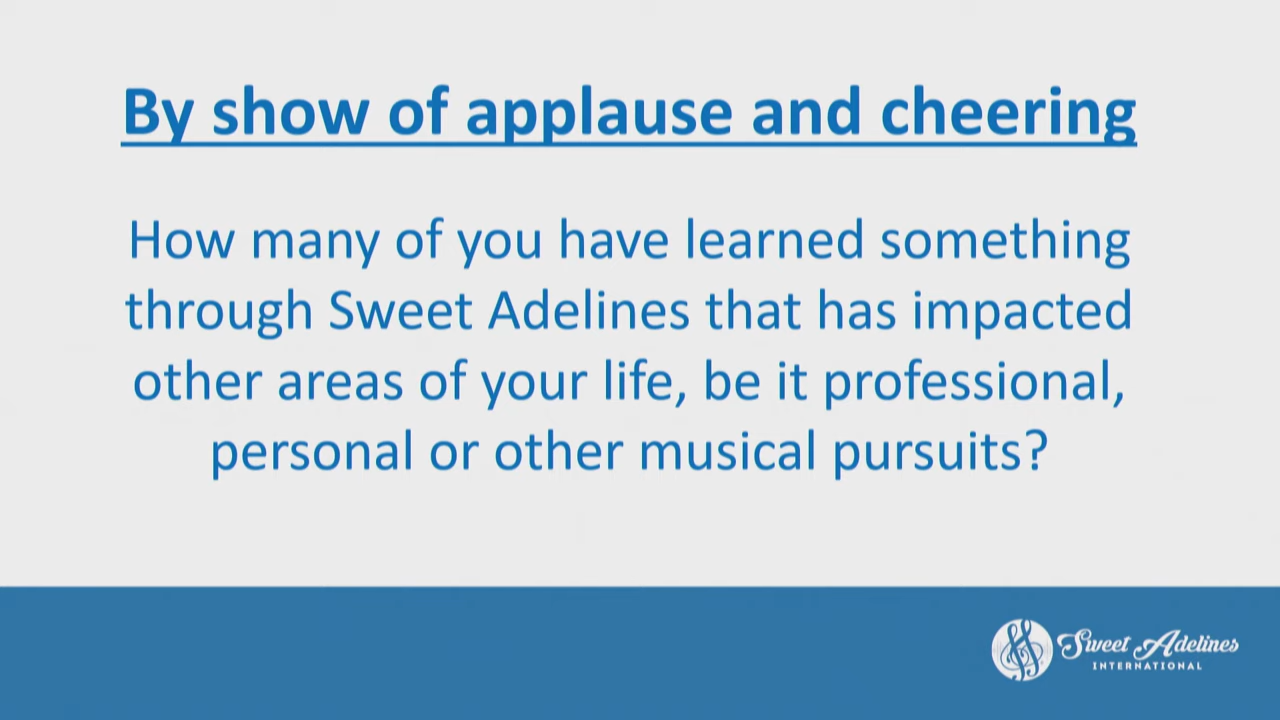 By show of applause and cheering
How many of you have learned something
through Sweet Adelines that has impacted
other areas of your life, be it professional,
personal or other musical pursuits?
Sweet Adelines
INTERNATIONAL